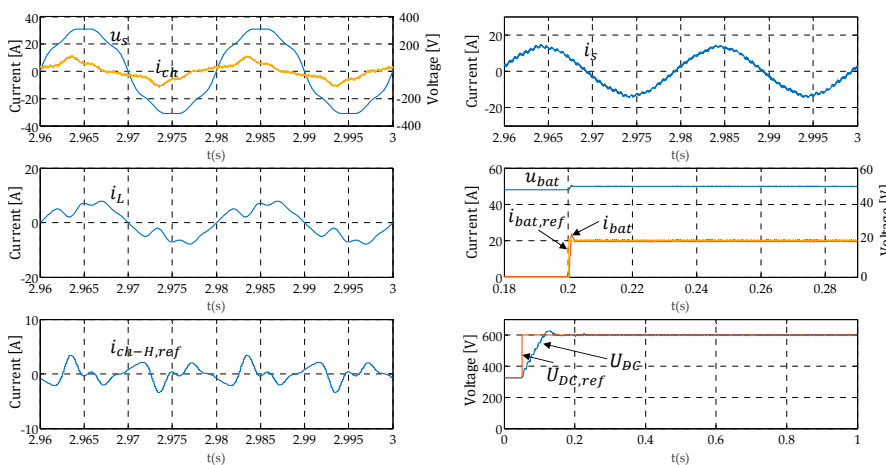 40
20
0
-20
-40
Current [A]
400
200
0
-200
-400
Voltage [V]
u_s
i_ch
2.96 2.965 2.97 2.975 2.98 2.985 2.99 2.995 3
t(s)
20
0
-20
Current [A]
i_s
2.96 2.965 2.97 2.975 2.98 2.985 2.99 2.995 3
t(s)
20
0
-20
Current [A]
i_L
2.96 2.965 2.97 2.975 2.98 2.985 2.99 2.995 3
t(s)
60
40
20
0
Current [A]
60
40
20
0
Voltage [V]
u_bat
i_bat,ref
i_bat
0.18 0.2 0.22 0.24 0.26 0.28
t(s)
10
0
-10
Current [A]
i_ch-H,ref
2.96 2.965 2.97 2.975 2.98 2.985 2.99 2.995 3
t(s)
600
400
200
0
Voltage [V]
U_DC
U_DC,ref
0 0.2 0.4 0.6 0.8 1
t(s)